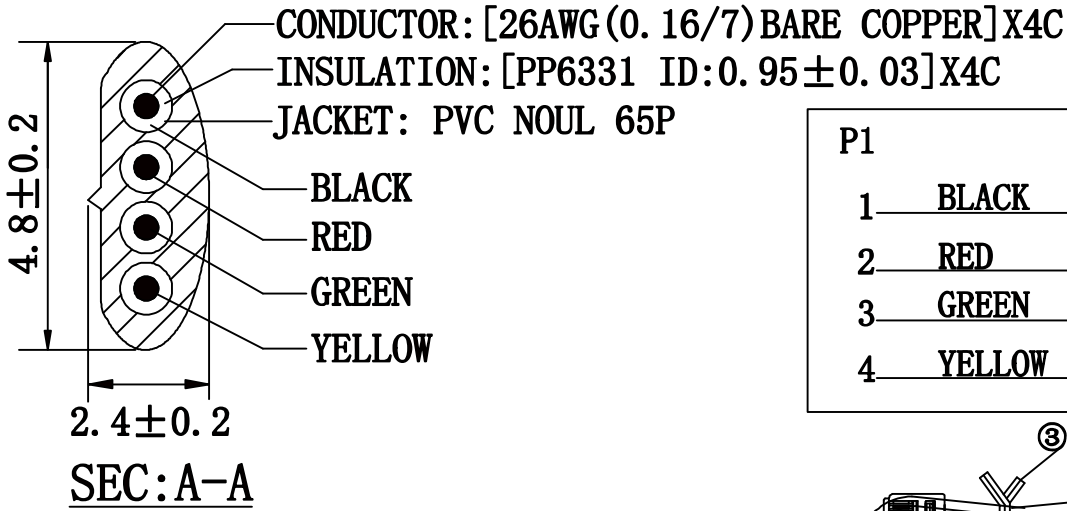 CONDUCTOR:[26AWG(0.16/7)BARE COPPER]X4C
INSULATION:[PP6331 ID:0.95±0.03]X4C
JACKET: PVC NOUL 65P
BLACK
RED
GREEN
YELLOW
4.8±0.2
2.4±0.2
SEC:A-A
P1
1 BLACK
2 RED
3 GREEN
4 YELLOW
③